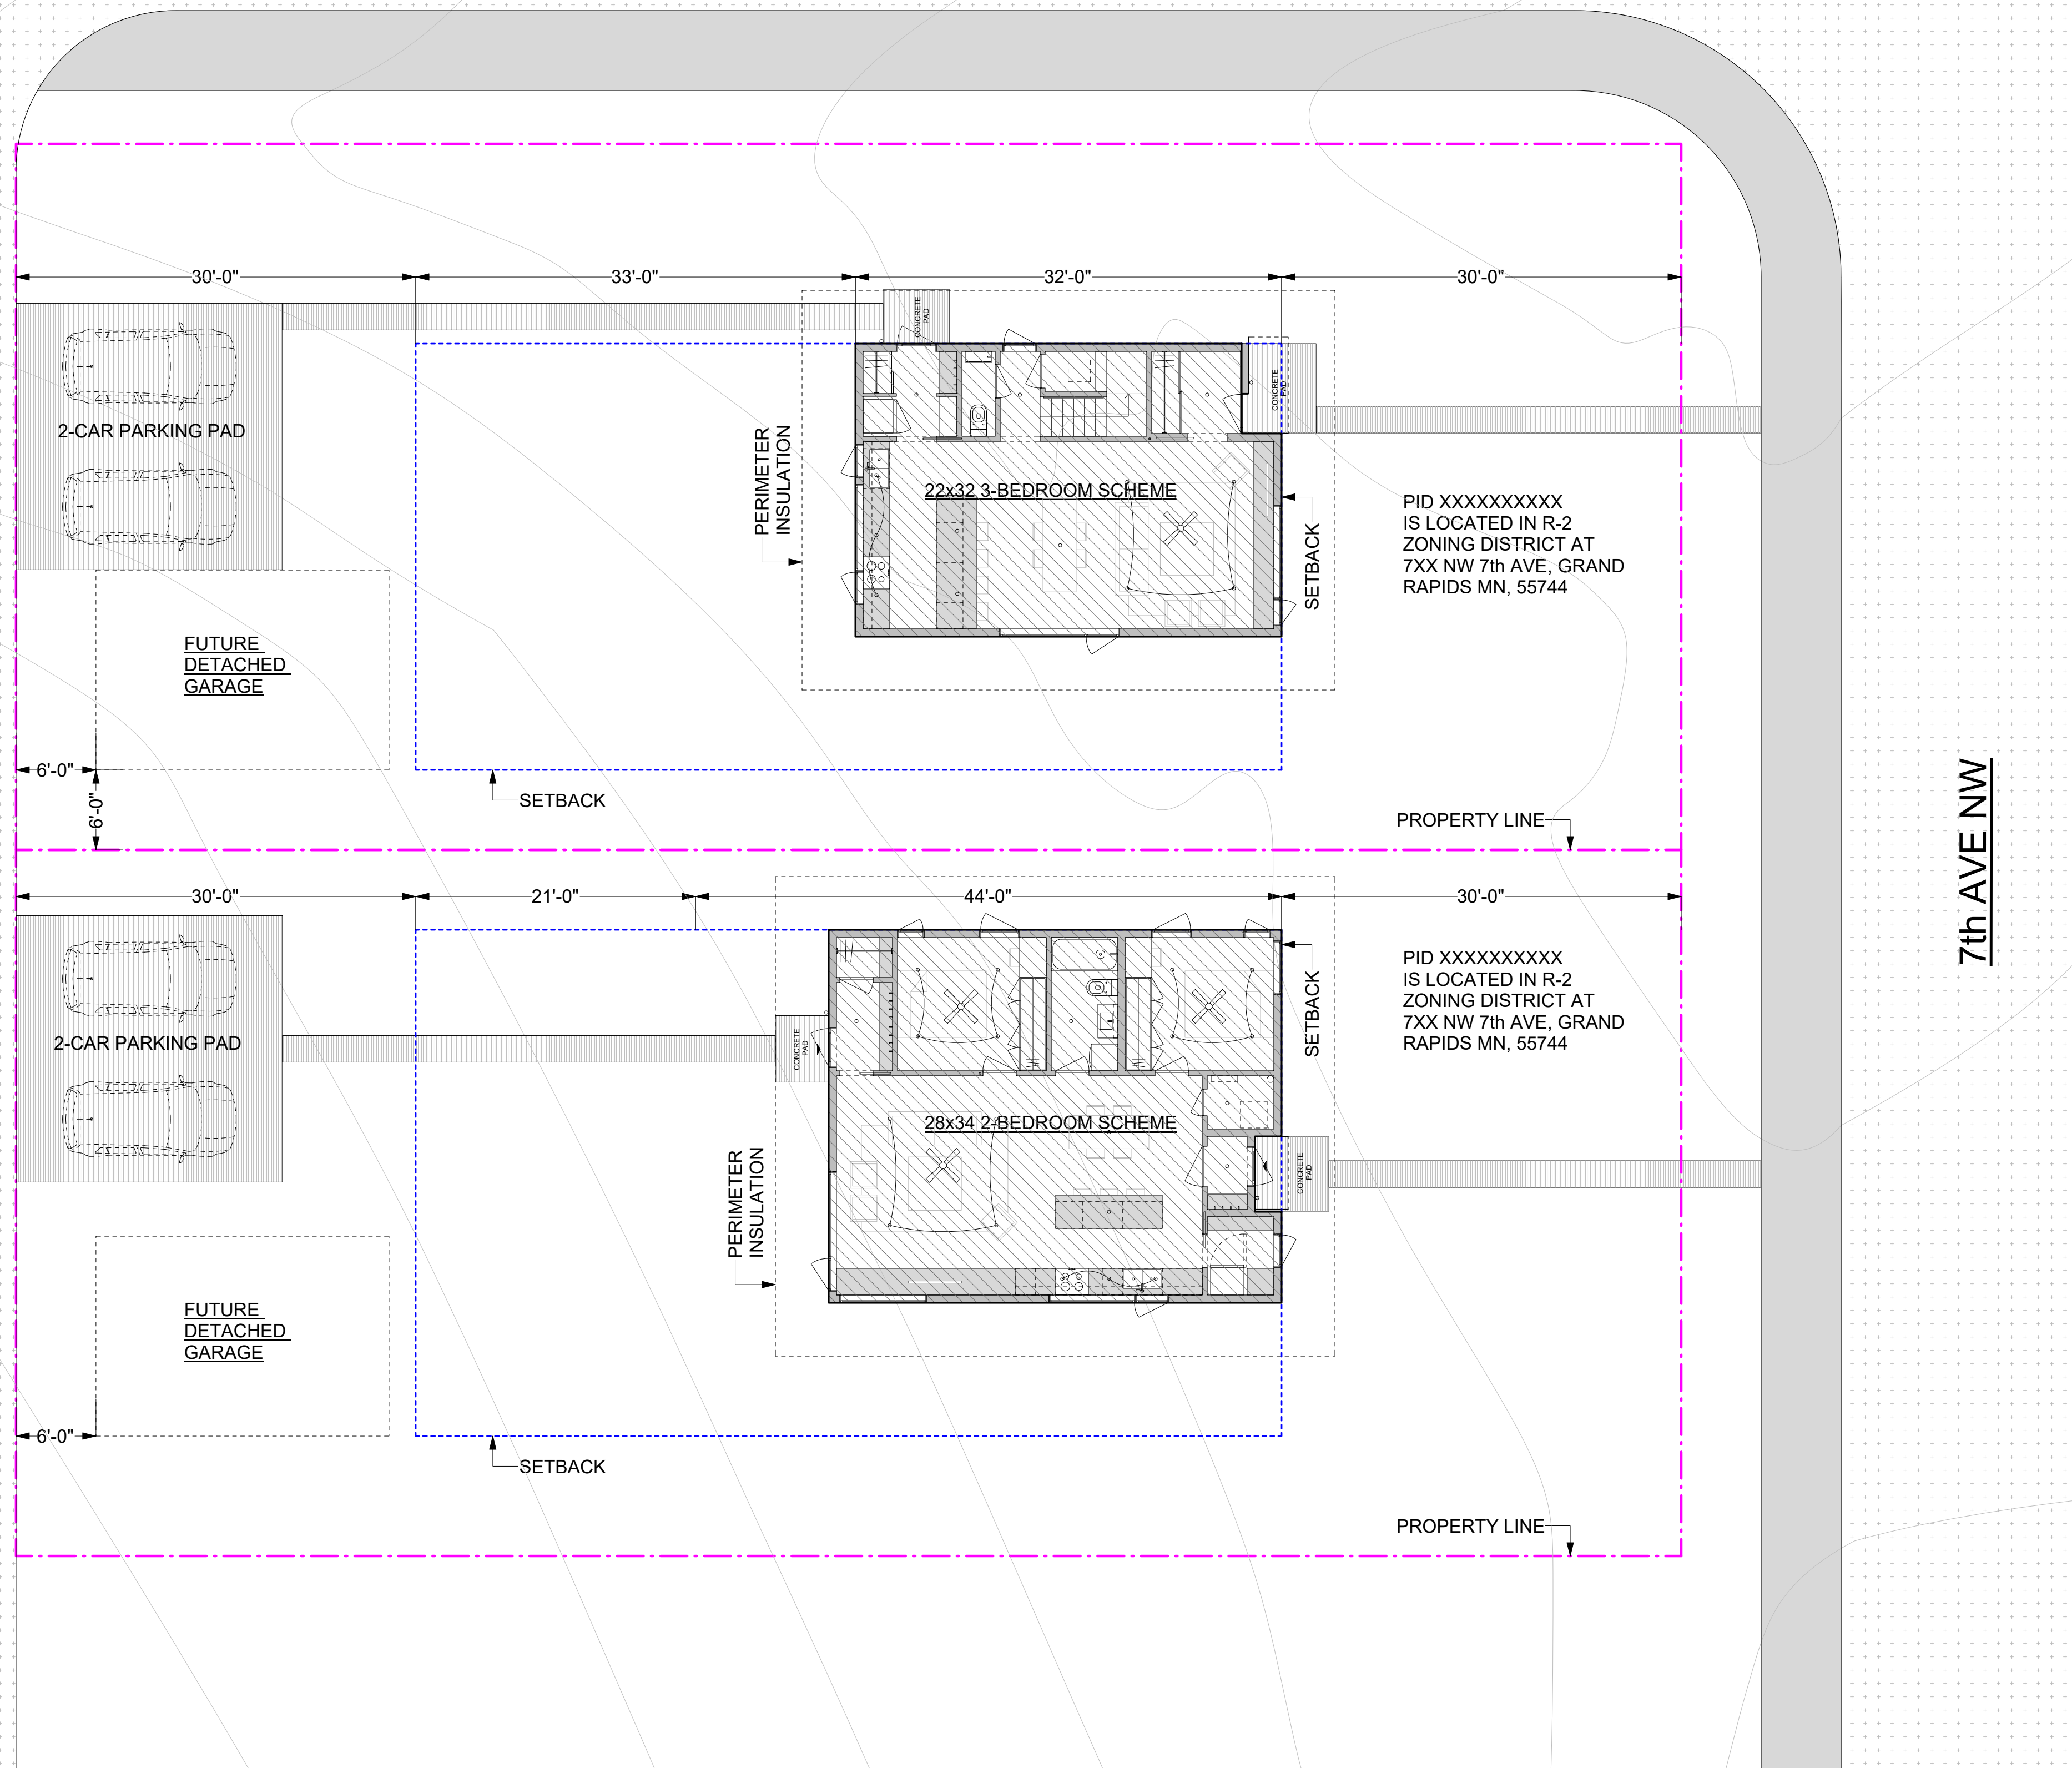 30'-0"
33'-0"
32'-0"
30'-0"
CONCRETE
PAD
CONCRETE
PAD
2-CAR PARKING PAD
PERIMETER
INSULATION
22x32 3-BEDROOM SCHEME
SETBACK
PID XXXXXXXXXX
IS LOCATED IN R-2
ZONING DISTRICT AT
7XX NW 7th AVE, GRAND
RAPIDS MN, 55744
FUTURE
DETACHED
GARAGE
6'-0"
6'-0"
SETBACK
PROPERTY LINE
7th AVE NW
30'-0"
21'-0"
44'-0"
30'-0"
2-CAR PARKING PAD
CONCRETE
PAD
SETBACK
PID XXXXXXXXXX
IS LOCATED IN R-2
ZONING DISTRICT AT
7XX NW 7th AVE, GRAND
RAPIDS MN, 55744
28x34 2-BEDROOM SCHEME
PERIMETER
INSULATION
CONCRETE
PAD
FUTURE
DETACHED
GARAGE
6'-0"
SETBACK
PROPERTY LINE